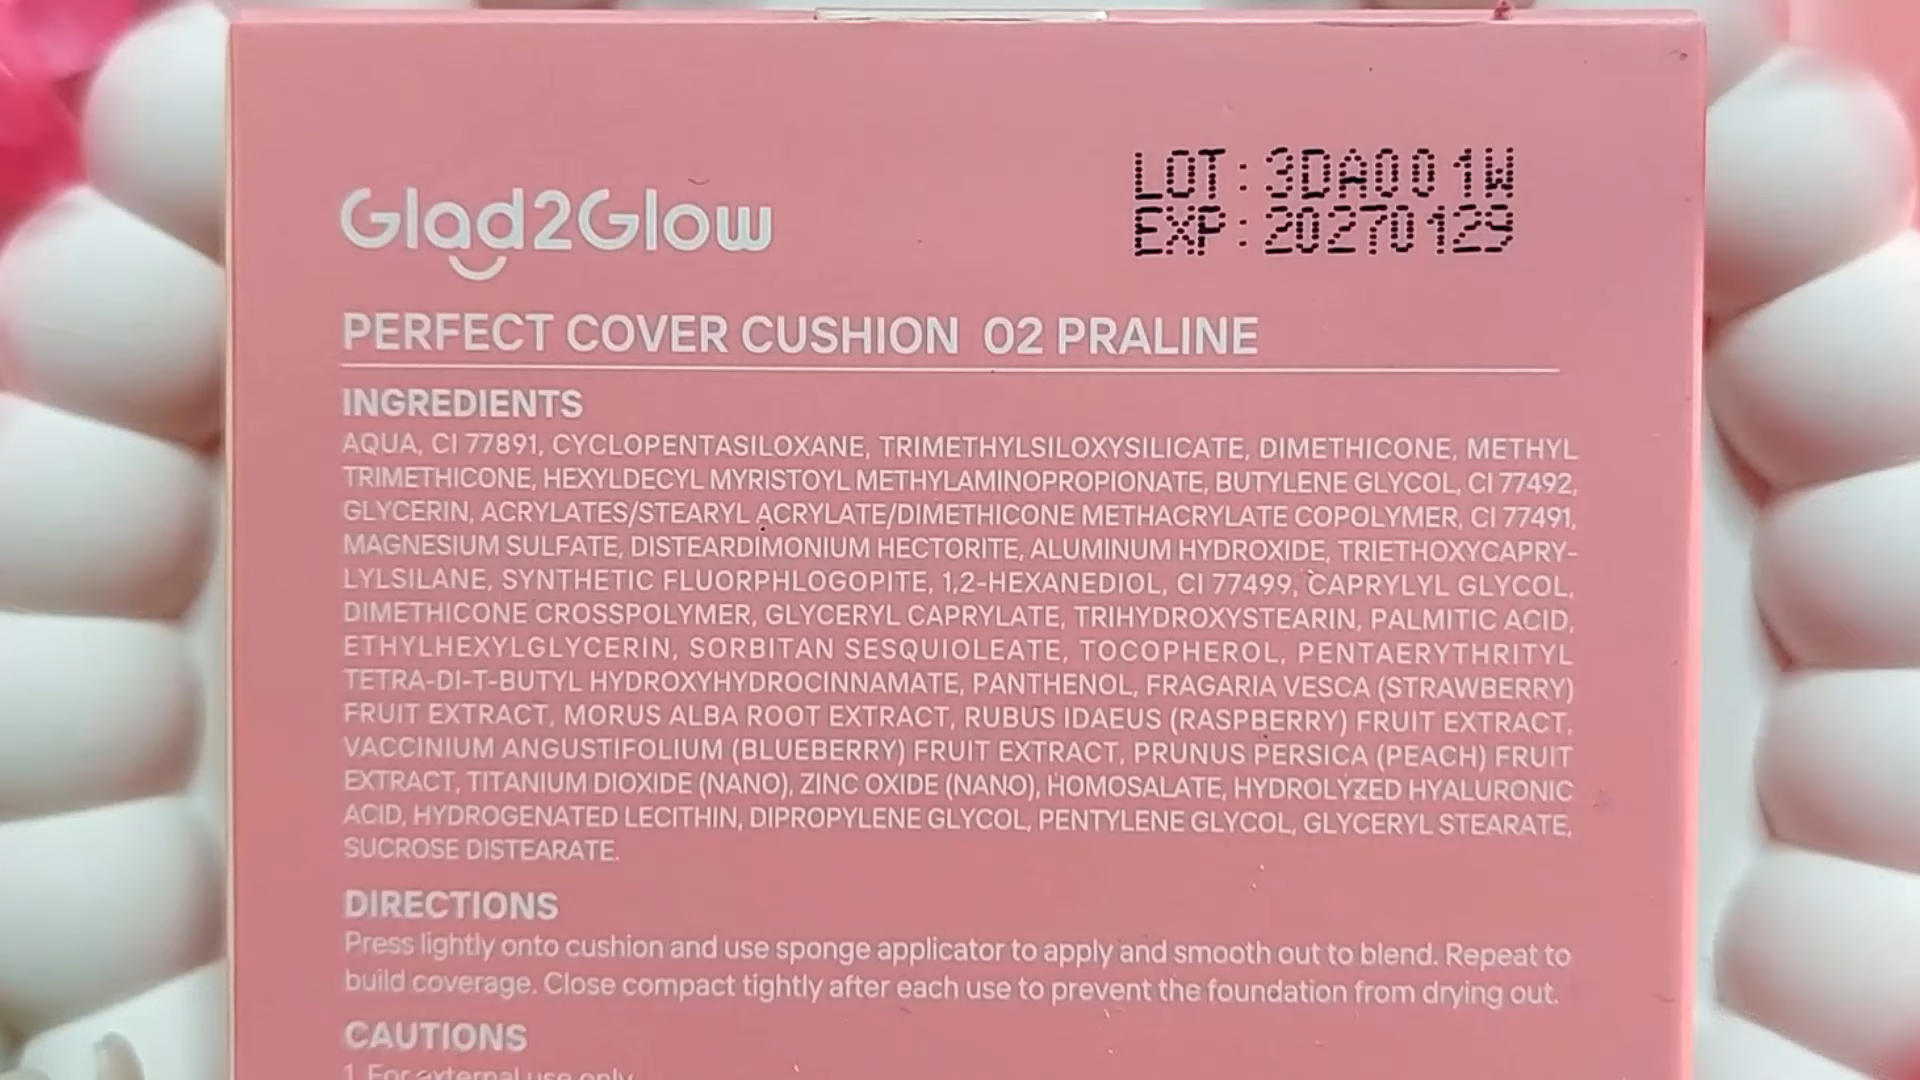 Glad2Glow
LOT:3DA001W
EXP:20270129
PERFECT COVER CUSHION 02 PRALINE
INGREDIENTS
AQUA, CI 77891, CYCLOPENTASILOXANE, TRIMETHYLSILOXYSILICATE, DIMETHICONE, METHYL
TRIMETHICONE, HEXYLDECYL MYRISTOYL METHYLAMINOPROPIONATE, BUTYLENE GLYCOL, CI 77492,
GLYCERIN, ACRYLATES/STEARYL ACRYLATE/DIMETHICONE METHACRYLATE COPOLYMER, CI 77491,
MAGNESIUM SULFATE, DISTEARDIMONIUM HECTORITE, ALUMINUM HYDROXIDE, TRIETHOXYCAPRY-
LYLSILANE, SYNTHETIC FLUORPHLOGOPITE, 1,2-HEXANEDIOL, CI 77499, CAPRYLYL GLYCOL,
DIMETHICONE CROSSPOLYMER, GLYCERYL CAPRYLATE, TRIHYDROXYSTEARIN, PALMITIC ACID,
ETHYLHEXYLGLYCERIN, SORBITAN SESQUIOLEATE, TOCOPHEROL, PENTAERYTHRITYL
TETRA-DI-T-BUTYL HYDROXYHYDROCINNAMATE, PANTHENOL, FRAGARIA VESCA (STRAWBERRY)
FRUIT EXTRACT, MORUS ALBA ROOT EXTRACT, RUBUS IDAEUS (RASPBERRY) FRUIT EXTRACT,
VACCINIUM ANGUSTIFOLIUM (BLUEBERRY) FRUIT EXTRACT, PRUNUS PERSICA (PEACH) FRUIT
EXTRACT, TITANIUM DIOXIDE (NANO), ZINC OXIDE (NANO), HOMOSALATE, HYDROLYZED HYALURONIC
ACID, HYDROGENATED LECITHIN, DIPROPYLENE GLYCOL, PENTYLENE GLYCOL, GLYCERYL STEARATE,
SUCROSE DISTEARATE.
DIRECTIONS
Press lightly onto cushion and use sponge applicator to apply and smooth out to blend. Repeat to
build coverage. Close compact tightly after each use to prevent the foundation from drying out.
CAUTIONS
1. For external use only.